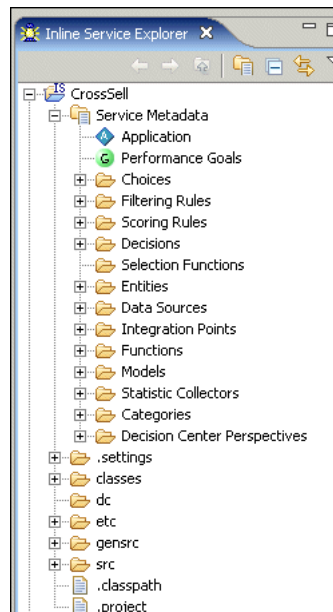 Inline Service Explorer
IS
CrossSell
Service Metadata
A Application
G Performance Goals
Choices
Filtering Rules
Scoring Rules
Decisions
Selection Functions
Entities
Data Sources
Integration Points
Functions
Models
Statistic Collectors
Categories
Decision Center Perspectives
.settings
classes
dc
etc
gensrc
src
.classpath
.project